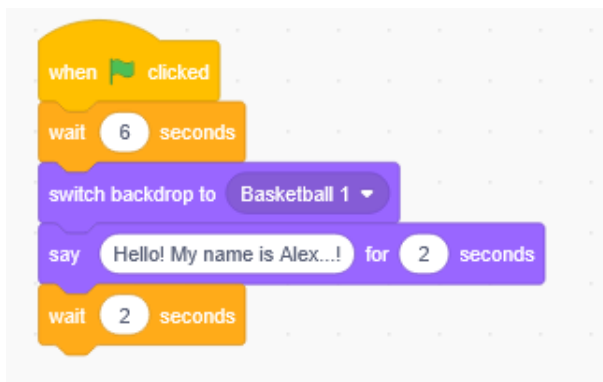 when clicked
wait 6 seconds
switch backdrop to Basketball 1
say Hello! My name is Alex...! for 2 seconds
wait 2 seconds